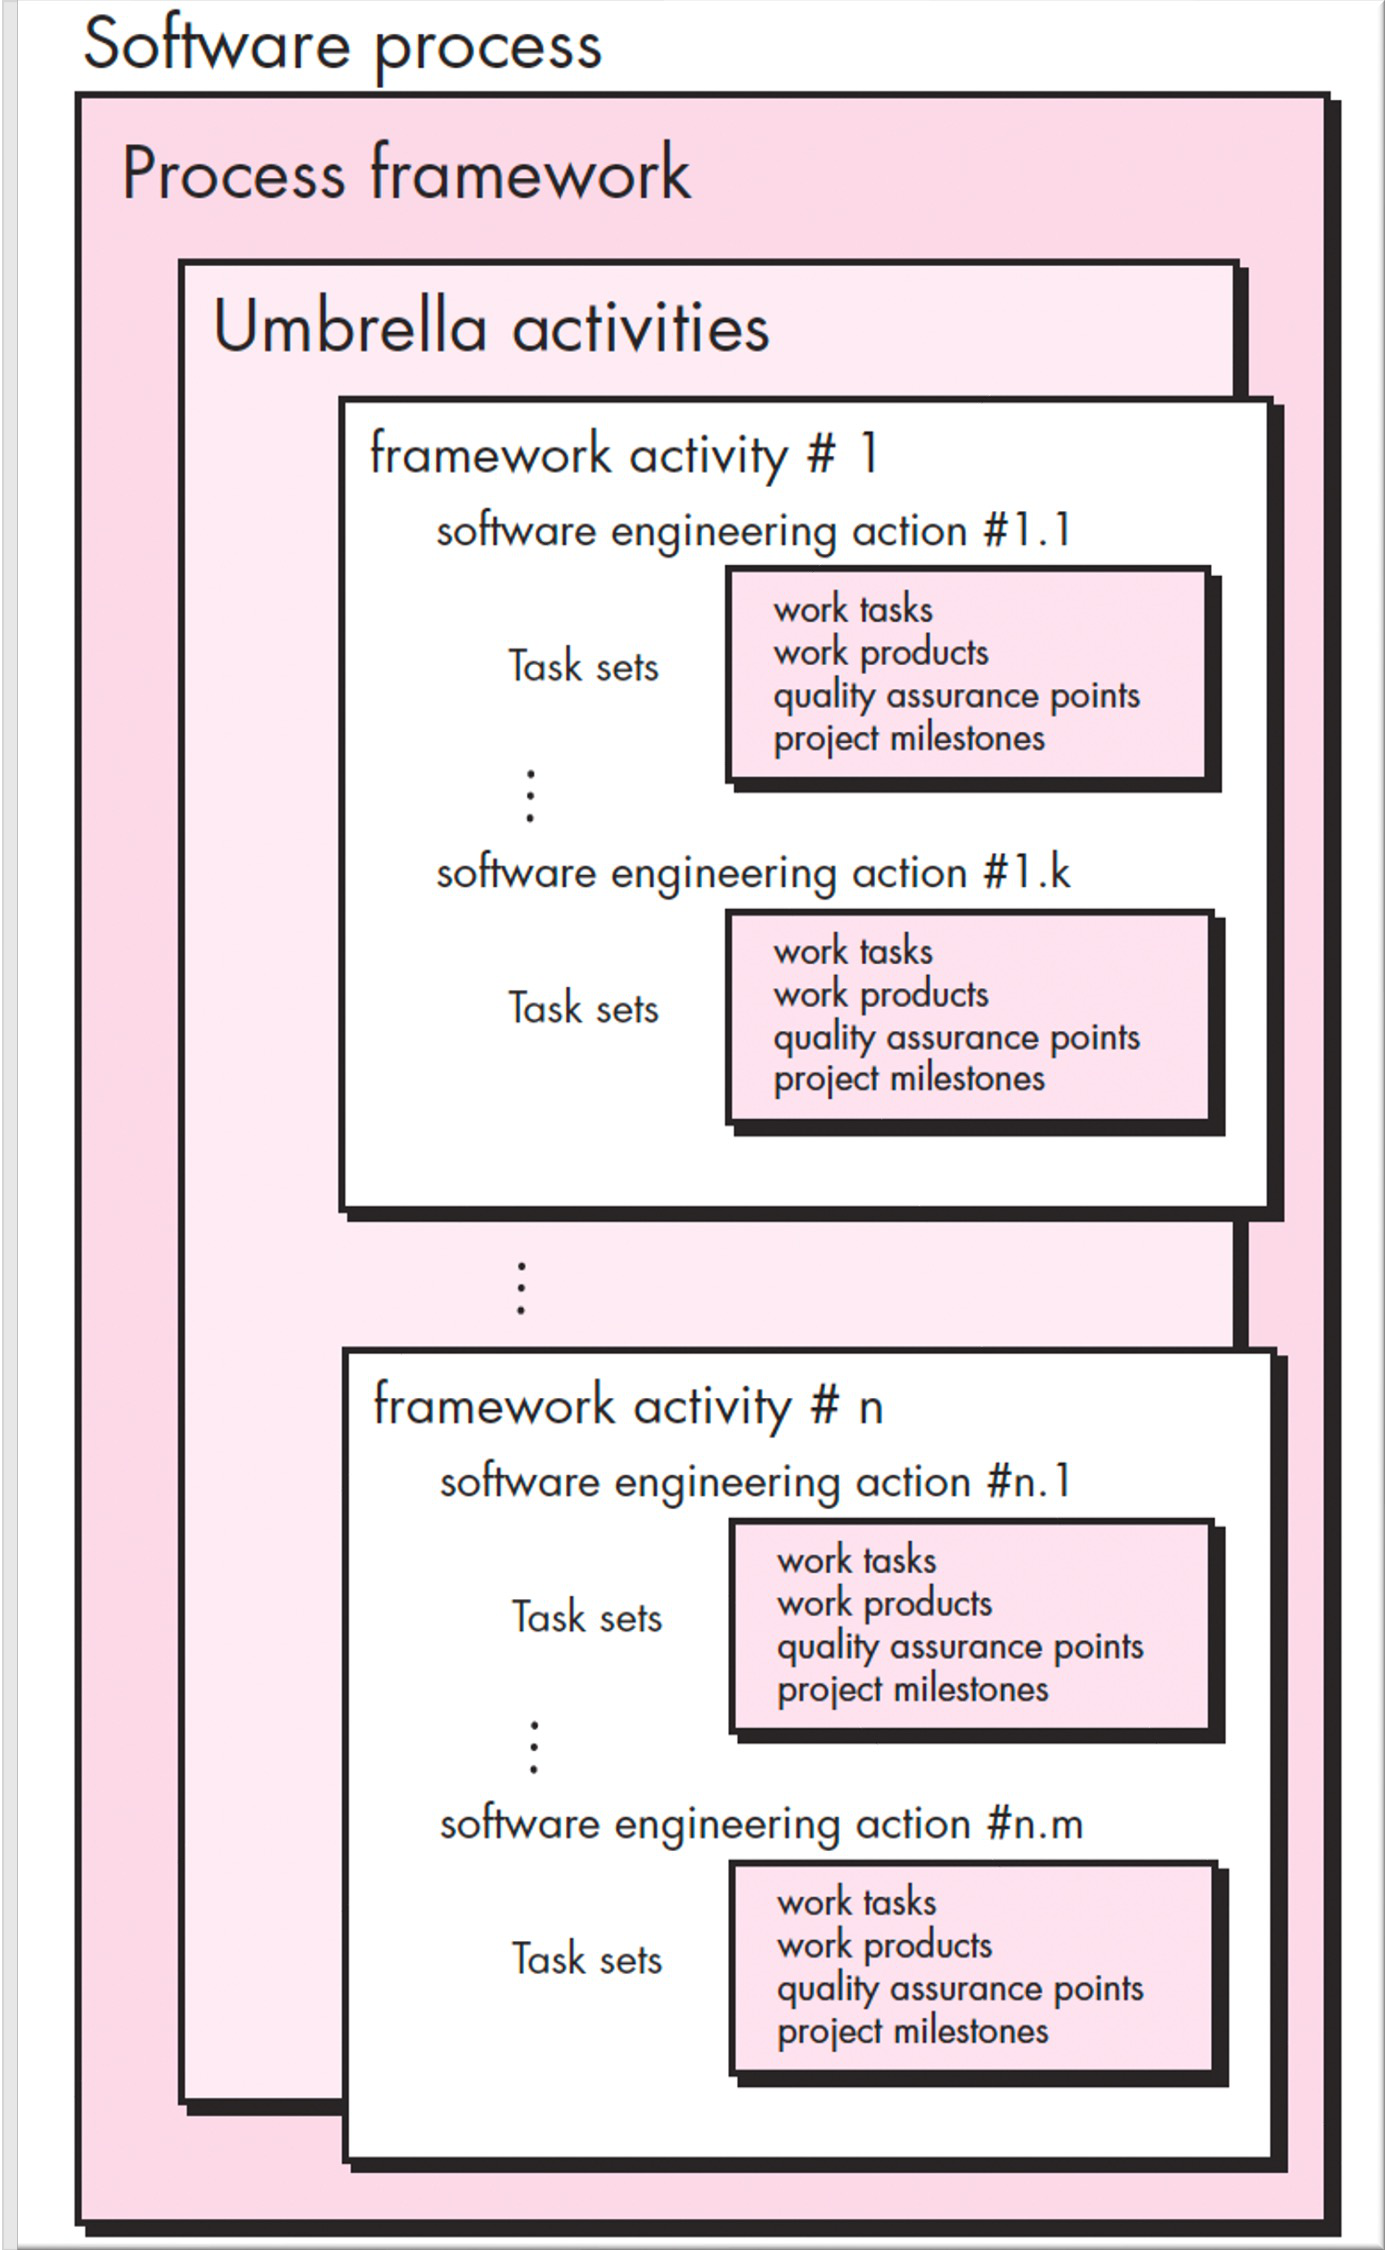 Software process
Process framework
Umbrella activities
framework activity # 1
software engineering action #1.1
Task sets
work tasks
work products
quality assurance points
project milestones
software engineering action #1.k
Task sets
work tasks
work products
quality assurance points
project milestones
framework activity # n
software engineering action #n.1
Task sets
work tasks
work products
quality assurance points
project milestones
software engineering action #n.m
Task sets
work tasks
work products
quality assurance points
project milestones